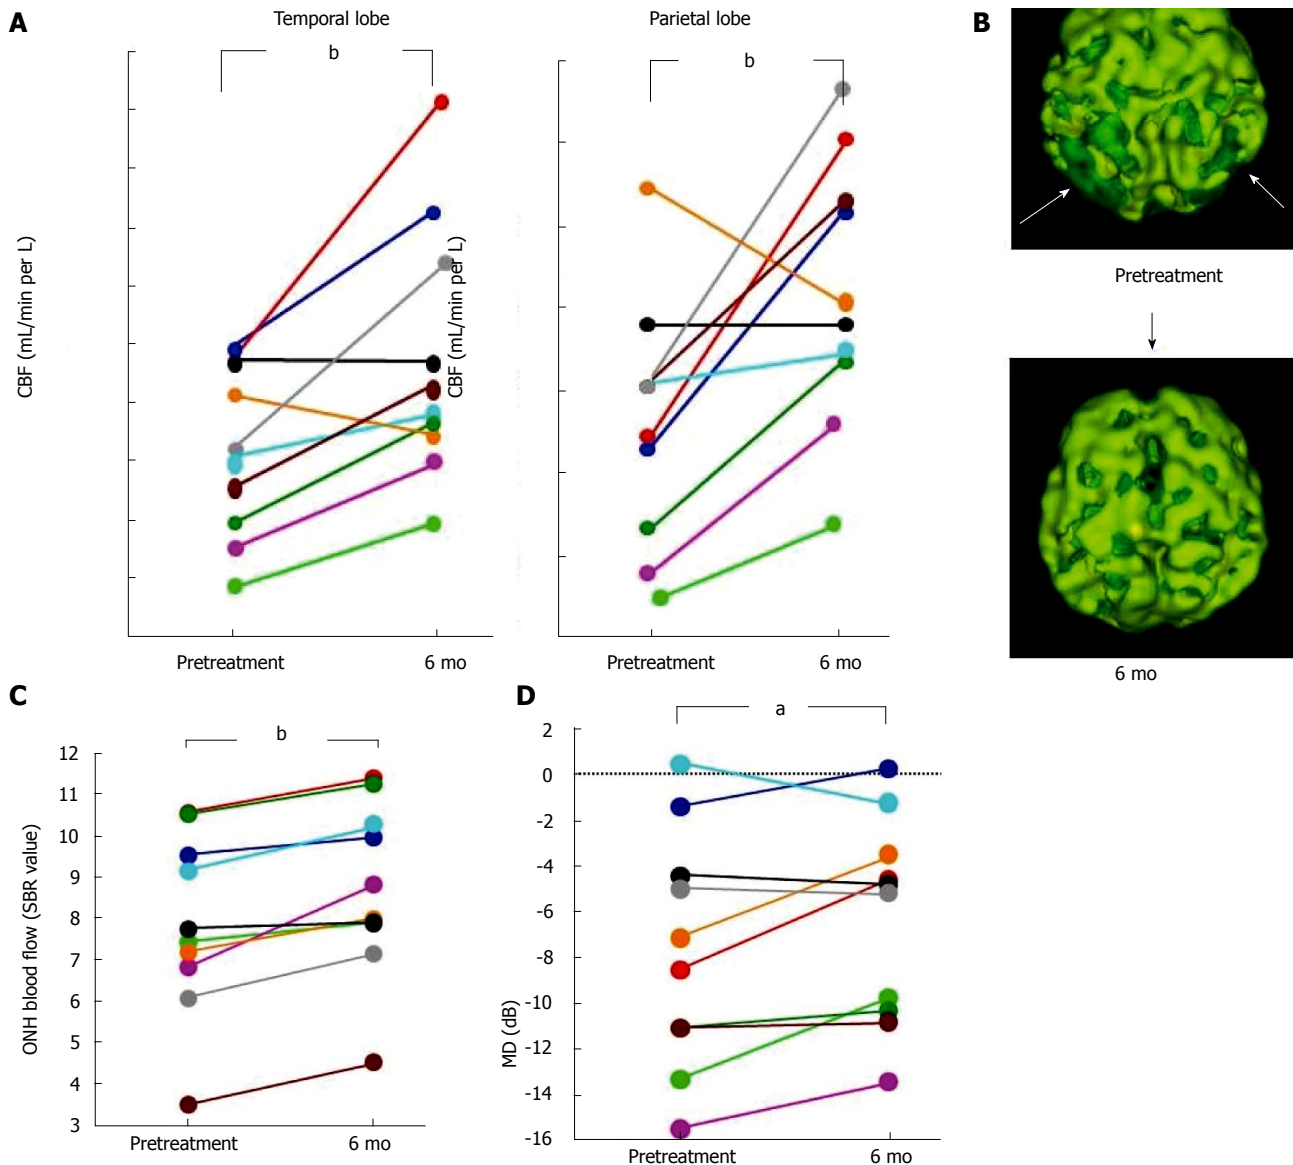 A
Temporal lobe
b
CBF (mL/min per L)
Pretreatment
6 mo
Parietal lobe
b
CBF (mL/min per L)
Pretreatment
6 mo
B
Pretreatment
6 mo
C
b
12
11
10
9
8
7
6
5
4
3
ONH blood flow (SBR value)
Pretreatment
6 mo
D
a
2
0
-2
-4
-6
-8
-10
-12
-14
-16
MD (dB)
Pretreatment
6 mo